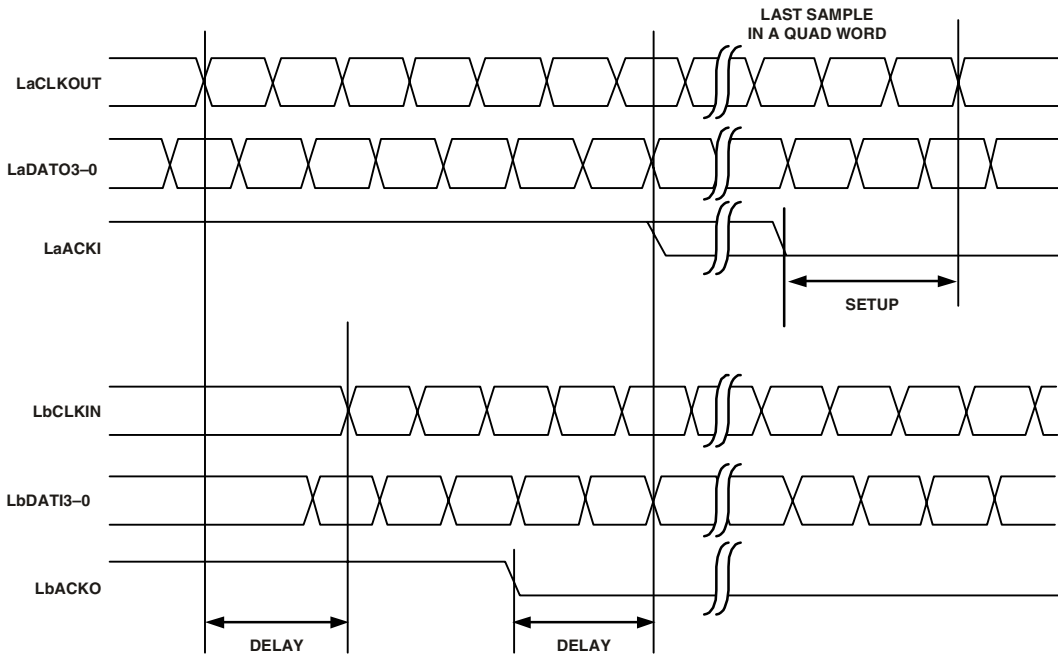 LAST SAMPLE
IN A QUAD WORD
LaCLKOUT
LaDATO3–0
LaACKI
SETUP
LbCLKIN
LbDATI3–0
LbACKO
DELAY
DELAY